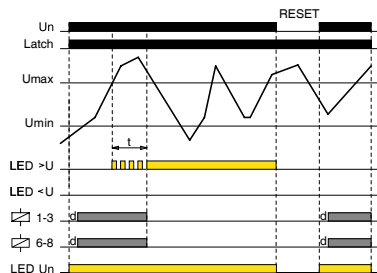 RESET
Un
Latch
Umax
Umin
t
LED >U
LED <U
d
1-3
d
d
6-8
d
LED Un